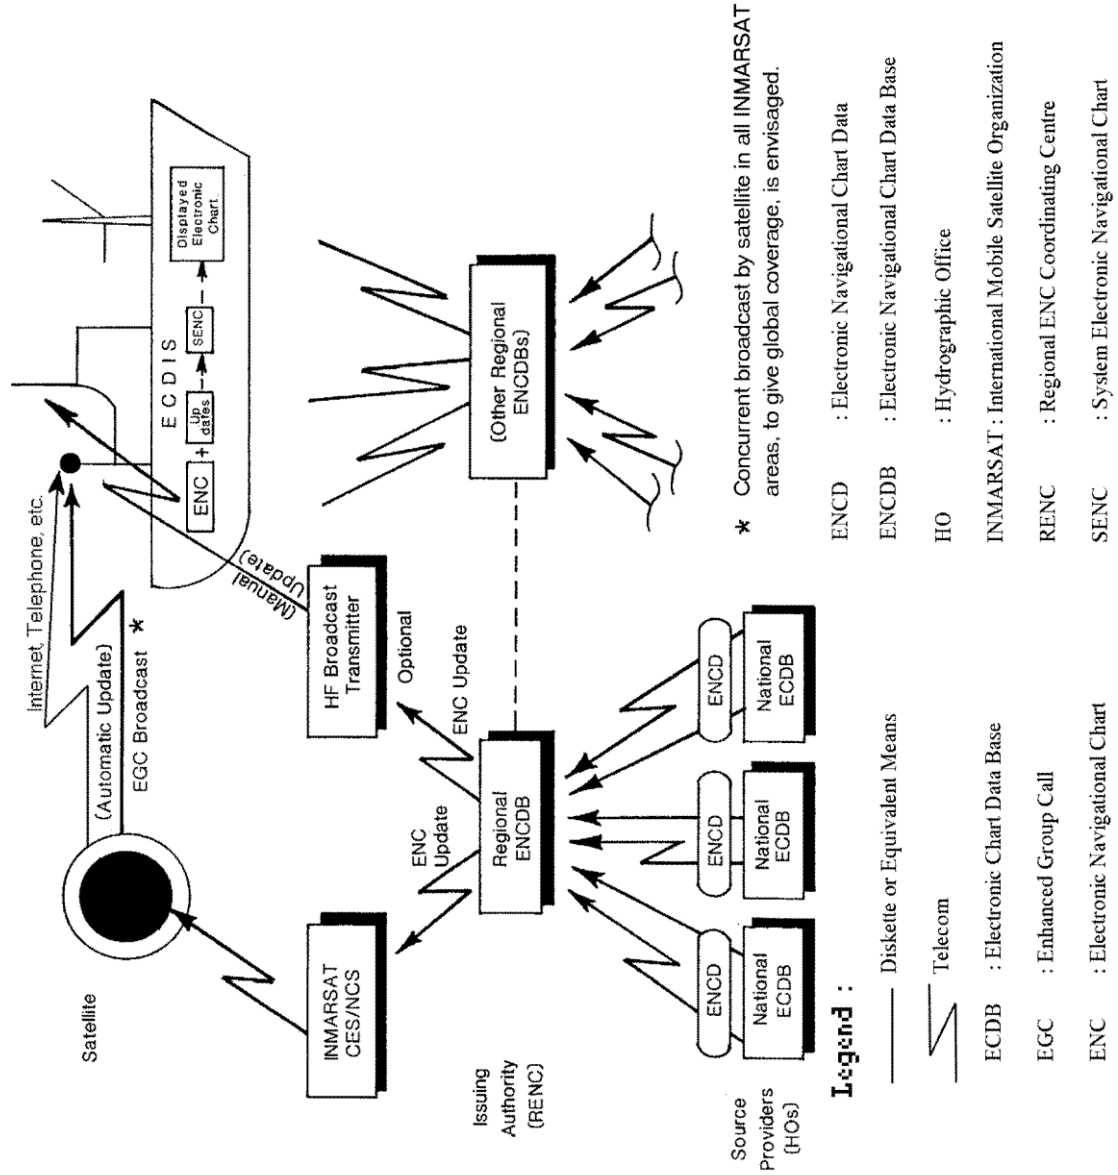 Internet, Telephone, etc.
Satellite
(Automatic Update)
EGC Broadcast *
ECDIS
ENC
+
Up
dates
SENC
Displayed
Electronic
Chart
(Manual
Update)
INMARSAT
CES/NCS
HF Broadcast
Transmitter
Optional
ENC
Update
ENC Update
Issuing
Authority
(RENC)
Regional
ENCDB
(Other Regional
ENCDBs)
ENCD
ENCD
ENCD
Source
Providers
(HOs)
National
ECDB
National
ECDB
National
ECDB
* Concurrent broadcast by satellite in all INMARSAT
areas, to give global coverage, is envisaged.
Legend :
Diskette or Equivalent Means
Telecom
ECDB : Electronic Chart Data Base
EGC : Enhanced Group Call
ENC : Electronic Navigational Chart
ENCD : Electronic Navigational Chart Data
ENCDB : Electronic Navigational Chart Data Base
HO : Hydrographic Office
INMARSAT : International Mobile Satellite Organization
RENC : Regional ENC Coordinating Centre
SENC : System Electronic Navigational Chart